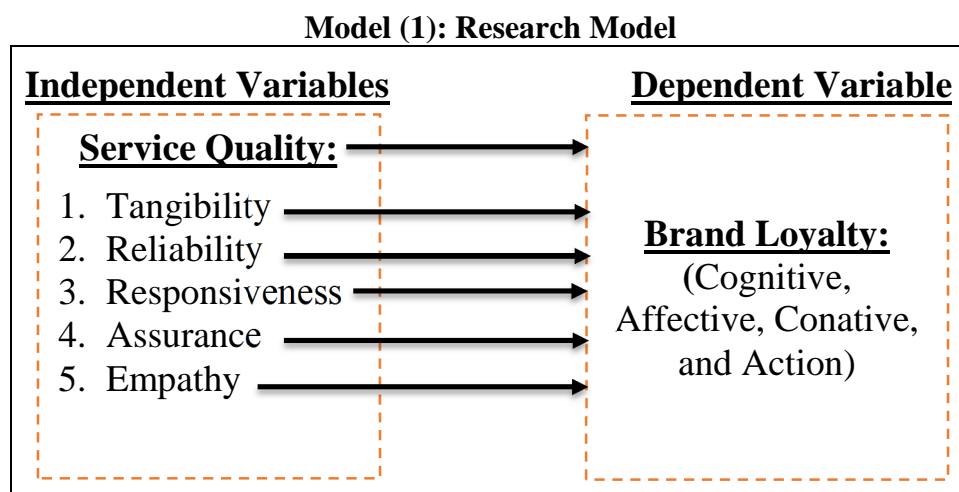 Model (1): Research Model
Independent Variables
Dependent Variable
Service Quality:
1. Tangibility
2. Reliability
3. Responsiveness
4. Assurance
5. Empathy
Brand Loyalty:
(Cognitive,
Affective, Conative,
and Action)